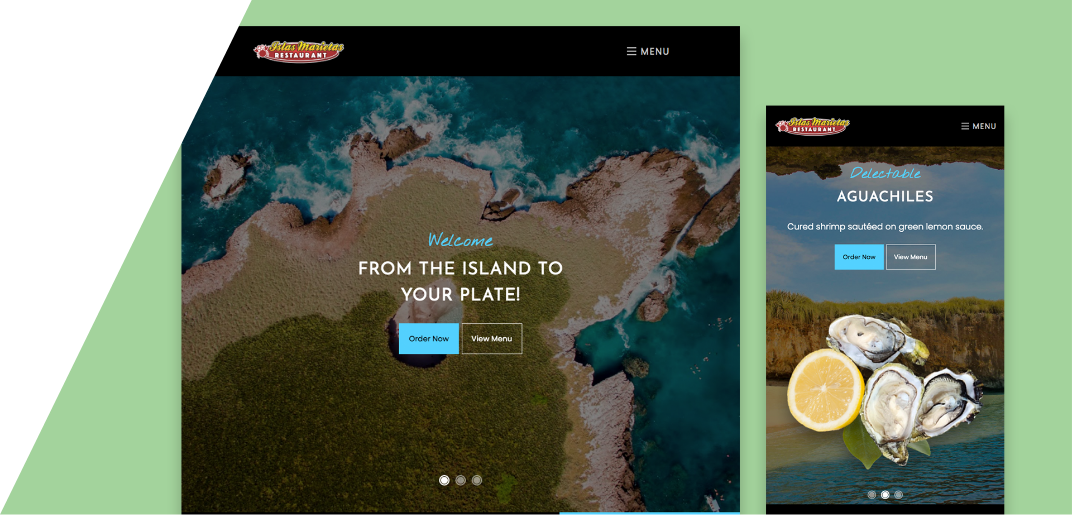 Islas Marietas
RESTAURANT
MENU
Welcome
FROM THE ISLAND TO
YOUR PLATE!
Order Now
View Menu
Islas Marietas
RESTAURANT
MENU
Delectable
AGUACHILES
Cured shrimp sautéed on green lemon sauce.
Order Now
View Menu